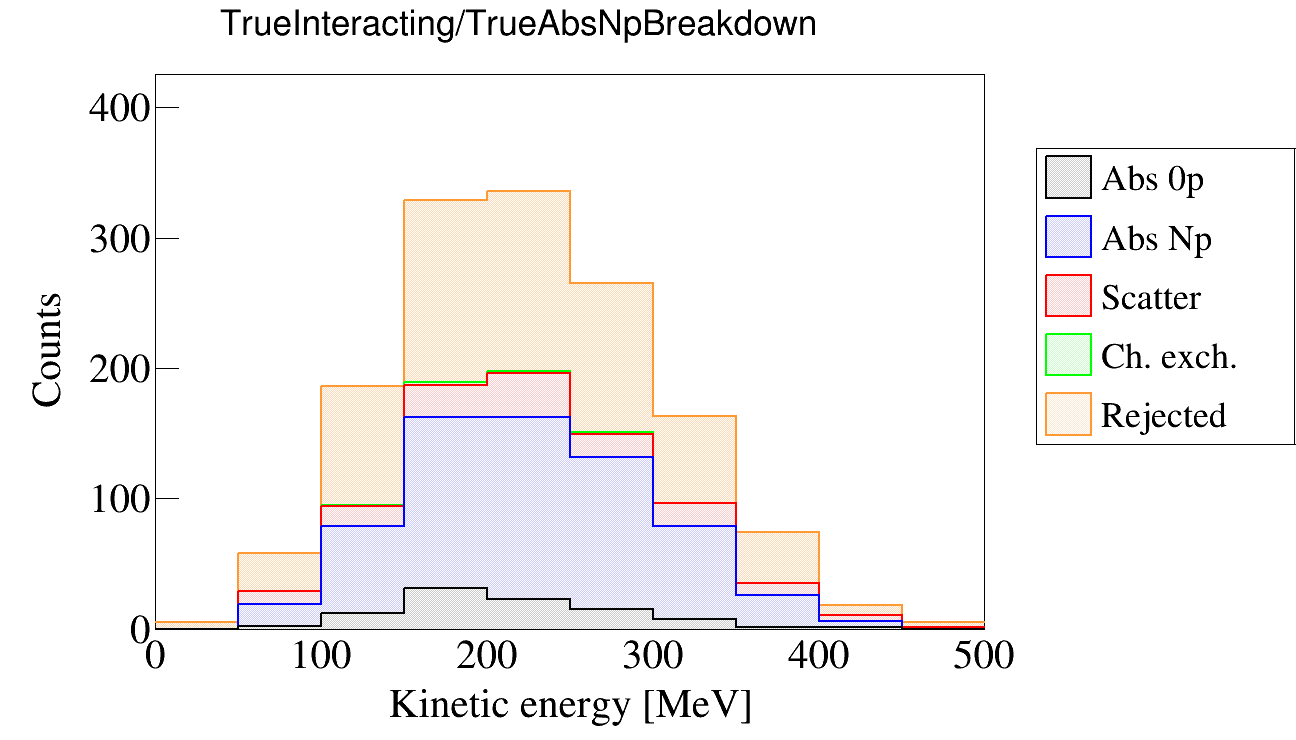 TrueInteracting/TrueAbsNpBreakdown
400
300
200
100
0
Counts
0 100 200 300 400 500
Kinetic energy [MeV]
Abs 0p
Abs Np
Scatter
Ch. exch.
Rejected